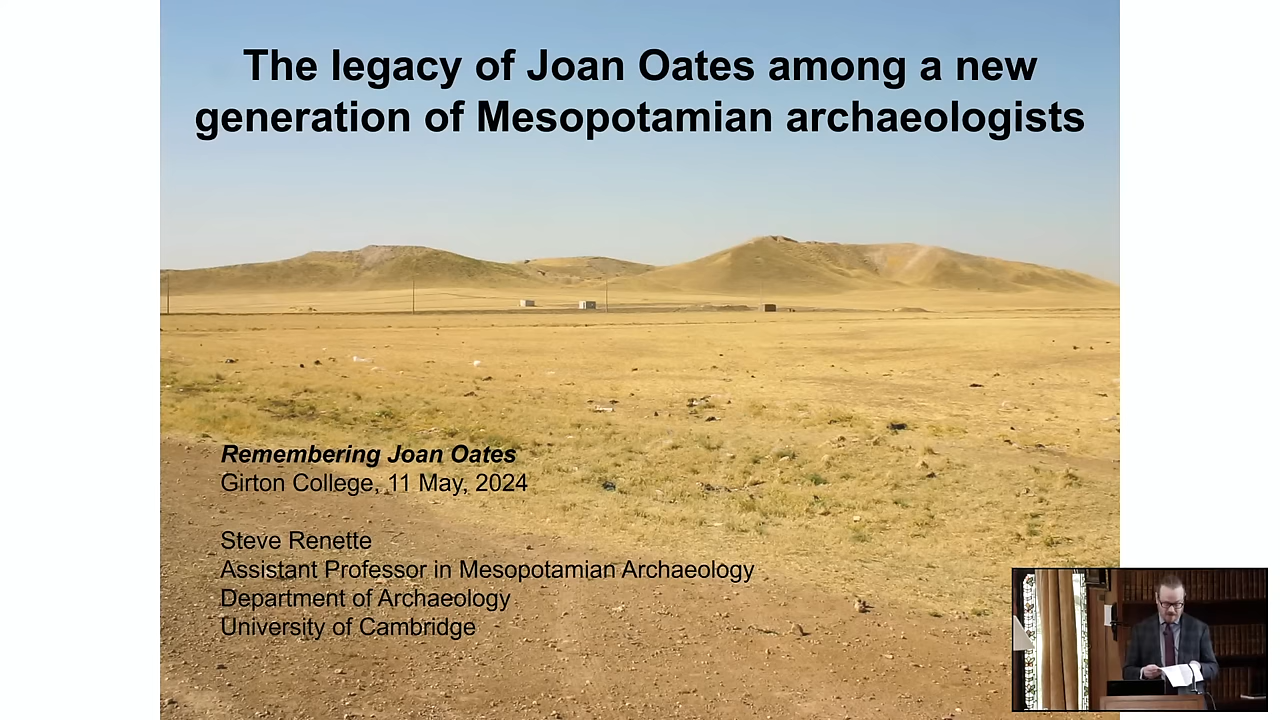 The legacy of Joan Oates among a new
generation of Mesopotamian archaeologists
Remembering Joan Oates
Girton College, 11 May, 2024
Steve Renette
Assistant Professor in Mesopotamian Archaeology
Department of Archaeology
University of Cambridge